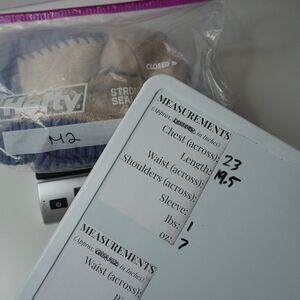 CLOSED
Hefty
STRONG
SEAL
M2
MEASUREMENTS
(Approx. in Inches)
Chest (across): 23
Length: 19.5
Waist (across):
Shoulders (across):
Sleeve:
lbs: 1
oz: 7
MEASUREMENTS
(Approx. in Inches)
Waist (across):